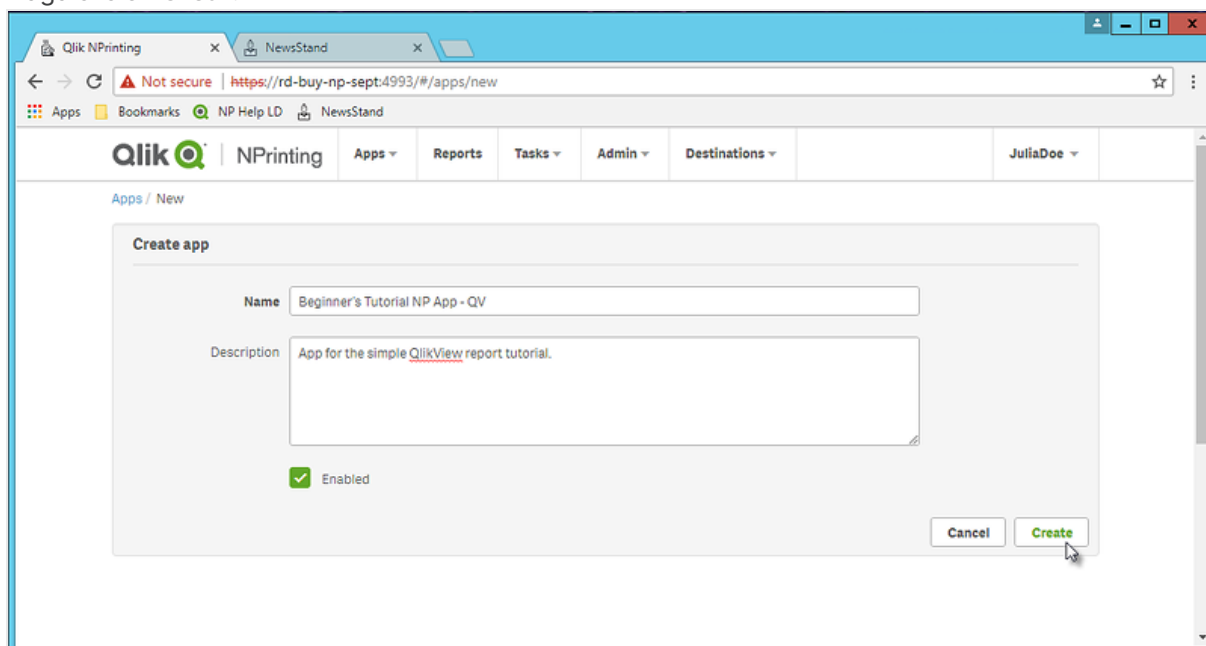 Qlik NPrinting
NewsStand
Not secure | https://rd-buy-np-sept:4993/#/apps/new
Apps Bookmarks NP Help LD NewsStand
Qlik NPrinting Apps Reports Tasks Admin Destinations JuliaDoe
Apps / New
Create app
Name Beginner's Tutorial NP App - QV
Description App for the simple QlikView report tutorial.
Enabled
Cancel Create